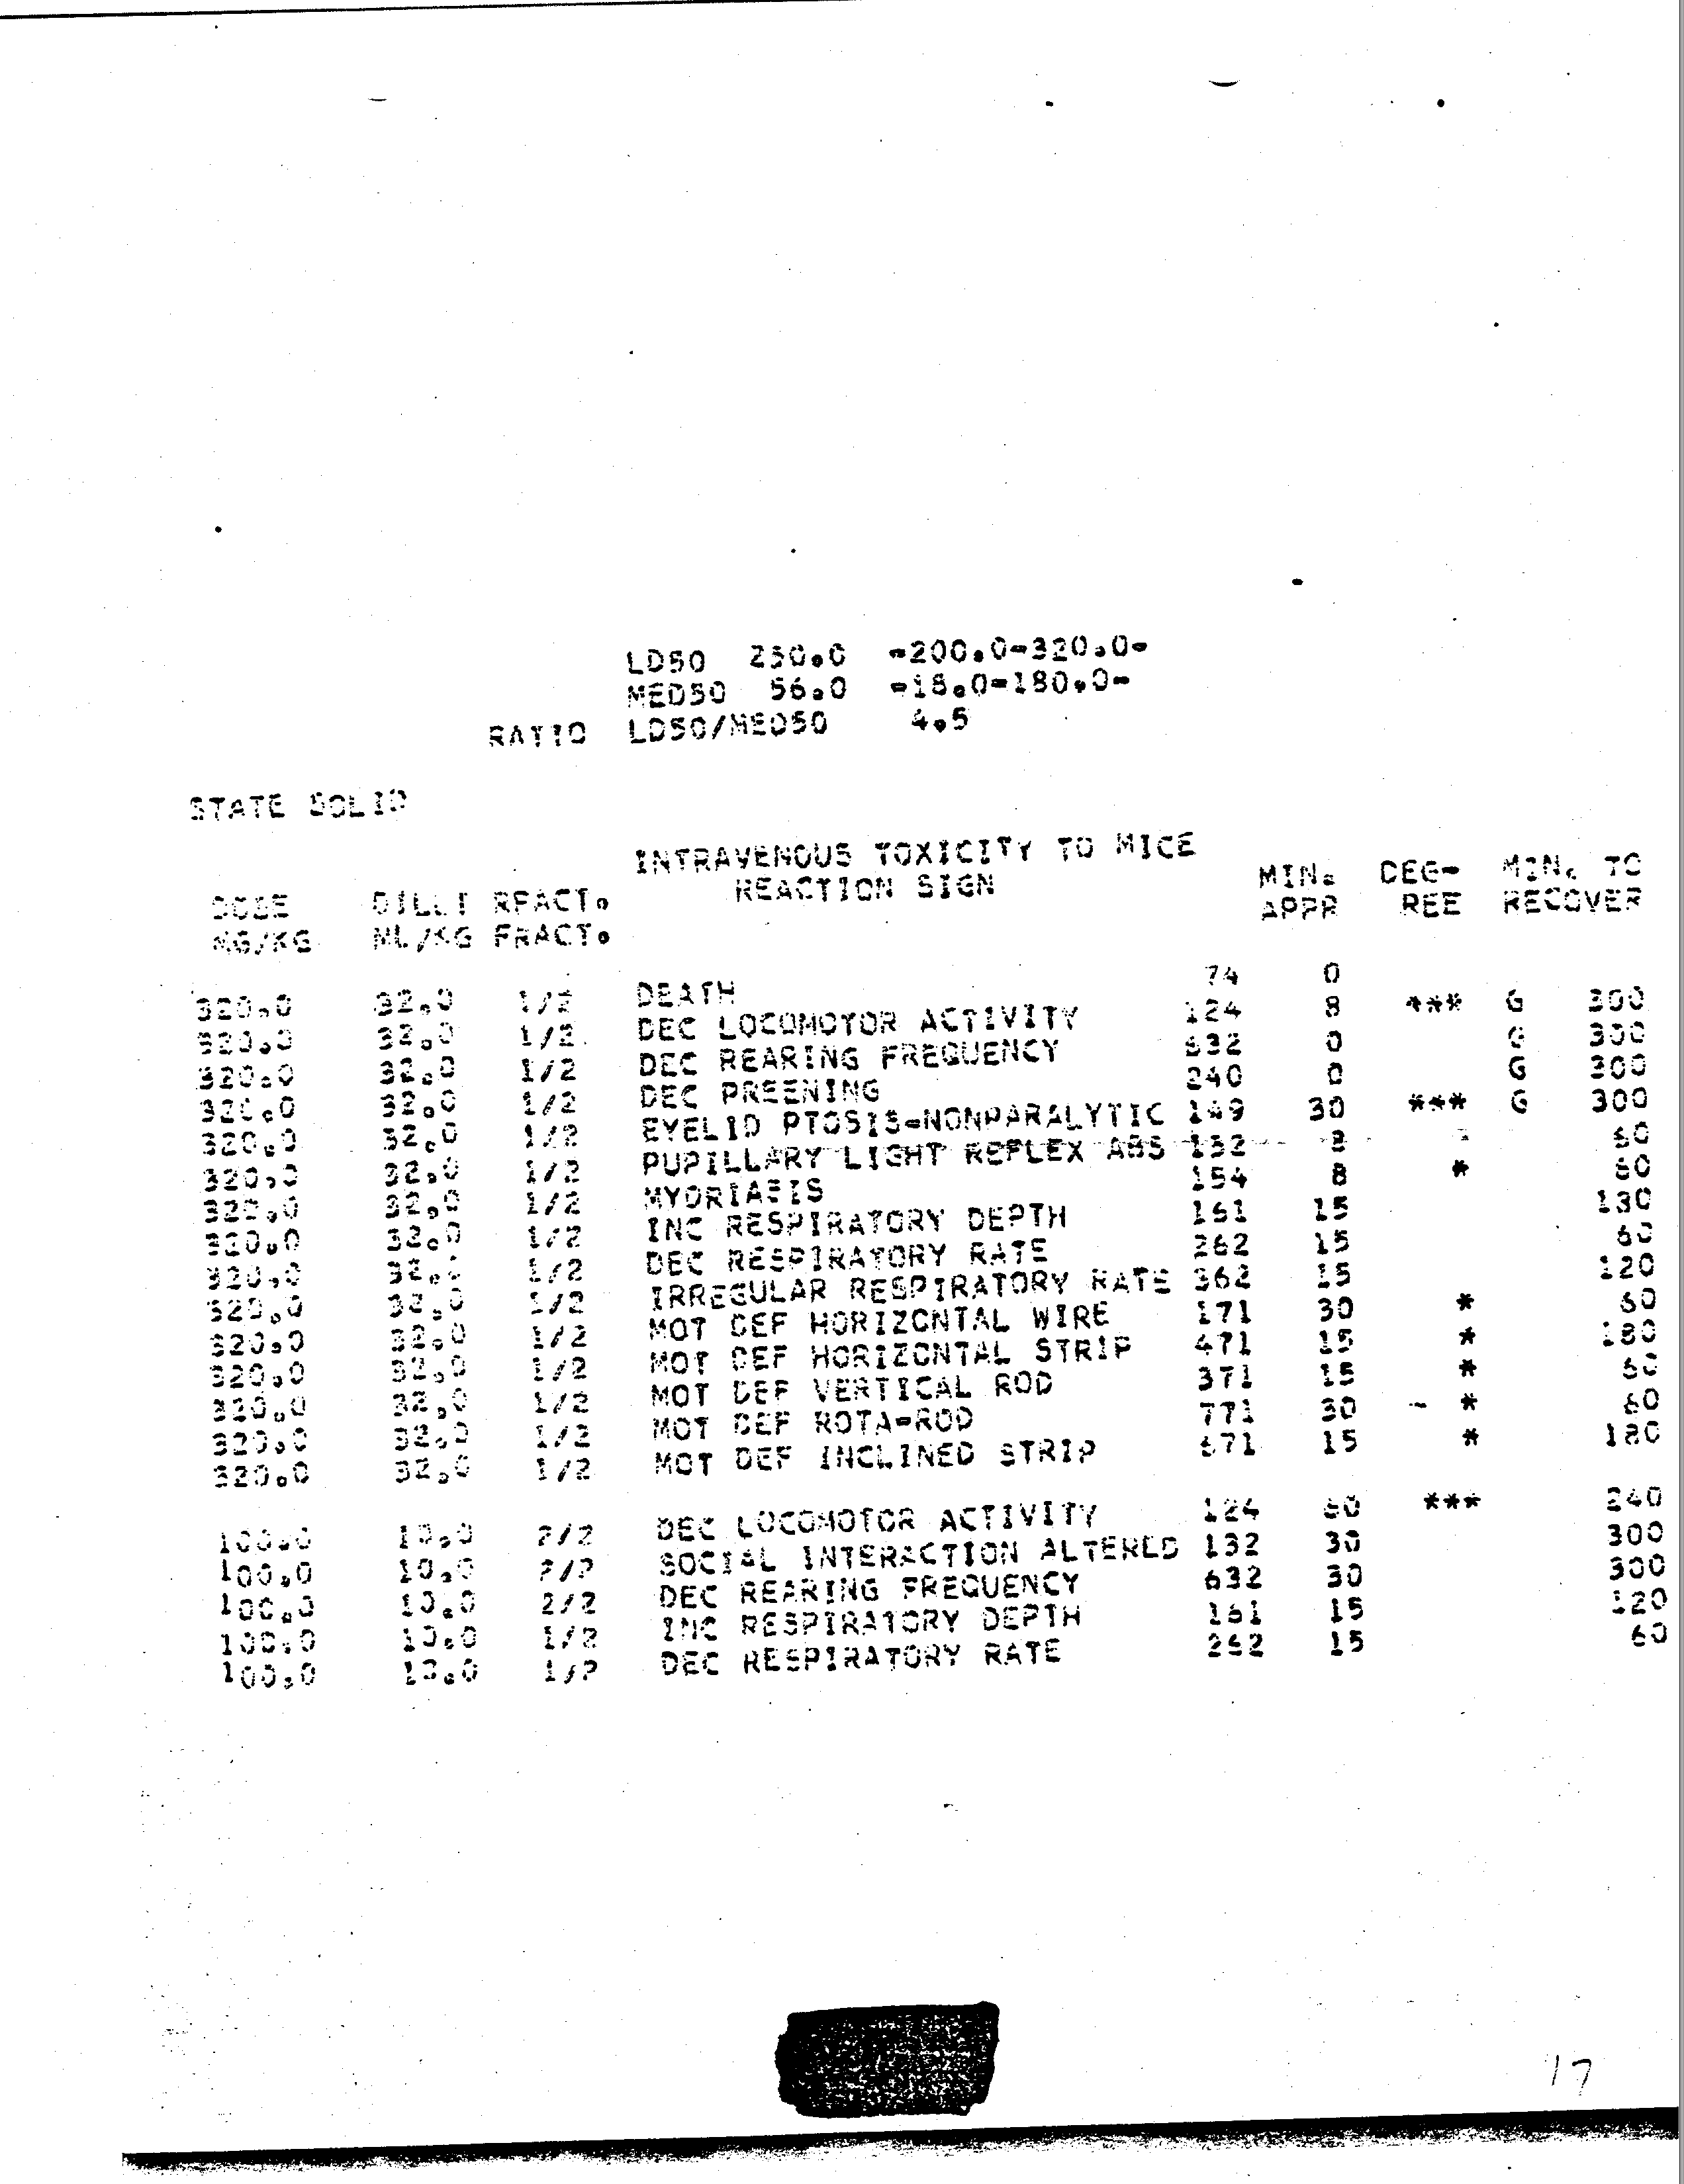 LD50 250.0 -200.0-320.0-
MED50 56.0 -18.0-180.0-
RATIO LD50/MED50 4.5
STATE SOLID
INTRAVENOUS TOXICITY TO MICE
DOSE DILUT RFACT. REACTION SIGN MIN. DEG- MIN. TO
MG/KG ML/KG FRACT. APPR REE RECOVER
320.0 32.0 1/2 DEATH 74 0
320.0 32.0 1/2 DEC LOCOMOTOR ACTIVITY 124 8 *** G 300
320.0 32.0 1/2 DEC REARING FREQUENCY 632 0 G 300
320.0 32.0 1/2 DEC PREENING 240 0 G 300
320.0 32.0 1/2 EYELID PTOSIS-NONPARALYTIC 149 30 *** G 300
320.0 32.0 1/2 PUPILLARY LIGHT REFLEX ABS 152 8 60
320.0 32.0 1/2 MYDRIASIS 154 8 * 60
320.0 32.0 1/2 INC RESPIRATORY DEPTH 161 15 180
320.0 32.0 1/2 DEC RESPIRATORY RATE 262 15 60
320.0 32.0 1/2 IRREGULAR RESPIRATORY RATE 362 15 120
320.0 32.0 1/2 MOT DEF HORIZONTAL WIRE 171 30 * 60
320.0 32.0 1/2 MOT DEF HORIZONTAL STRIP 471 15 * 180
320.0 32.0 1/2 MOT DEF VERTICAL ROD 371 15 * 60
320.0 32.0 1/2 MOT DEF ROTA-ROD 771 30 - * 60
320.0 32.0 1/2 MOT DEF INCLINED STRIP 671 15 * 180
100.0 10.0 2/2 DEC LOCOMOTOR ACTIVITY 124 60 *** 240
100.0 10.0 2/2 SOCIAL INTERACTION ALTERED 132 30 300
100.0 10.0 2/2 DEC REARING FREQUENCY 632 30 300
100.0 10.0 1/2 INC RESPIRATORY DEPTH 161 15 120
100.0 10.0 1/2 DEC RESPIRATORY RATE 262 15 60
17